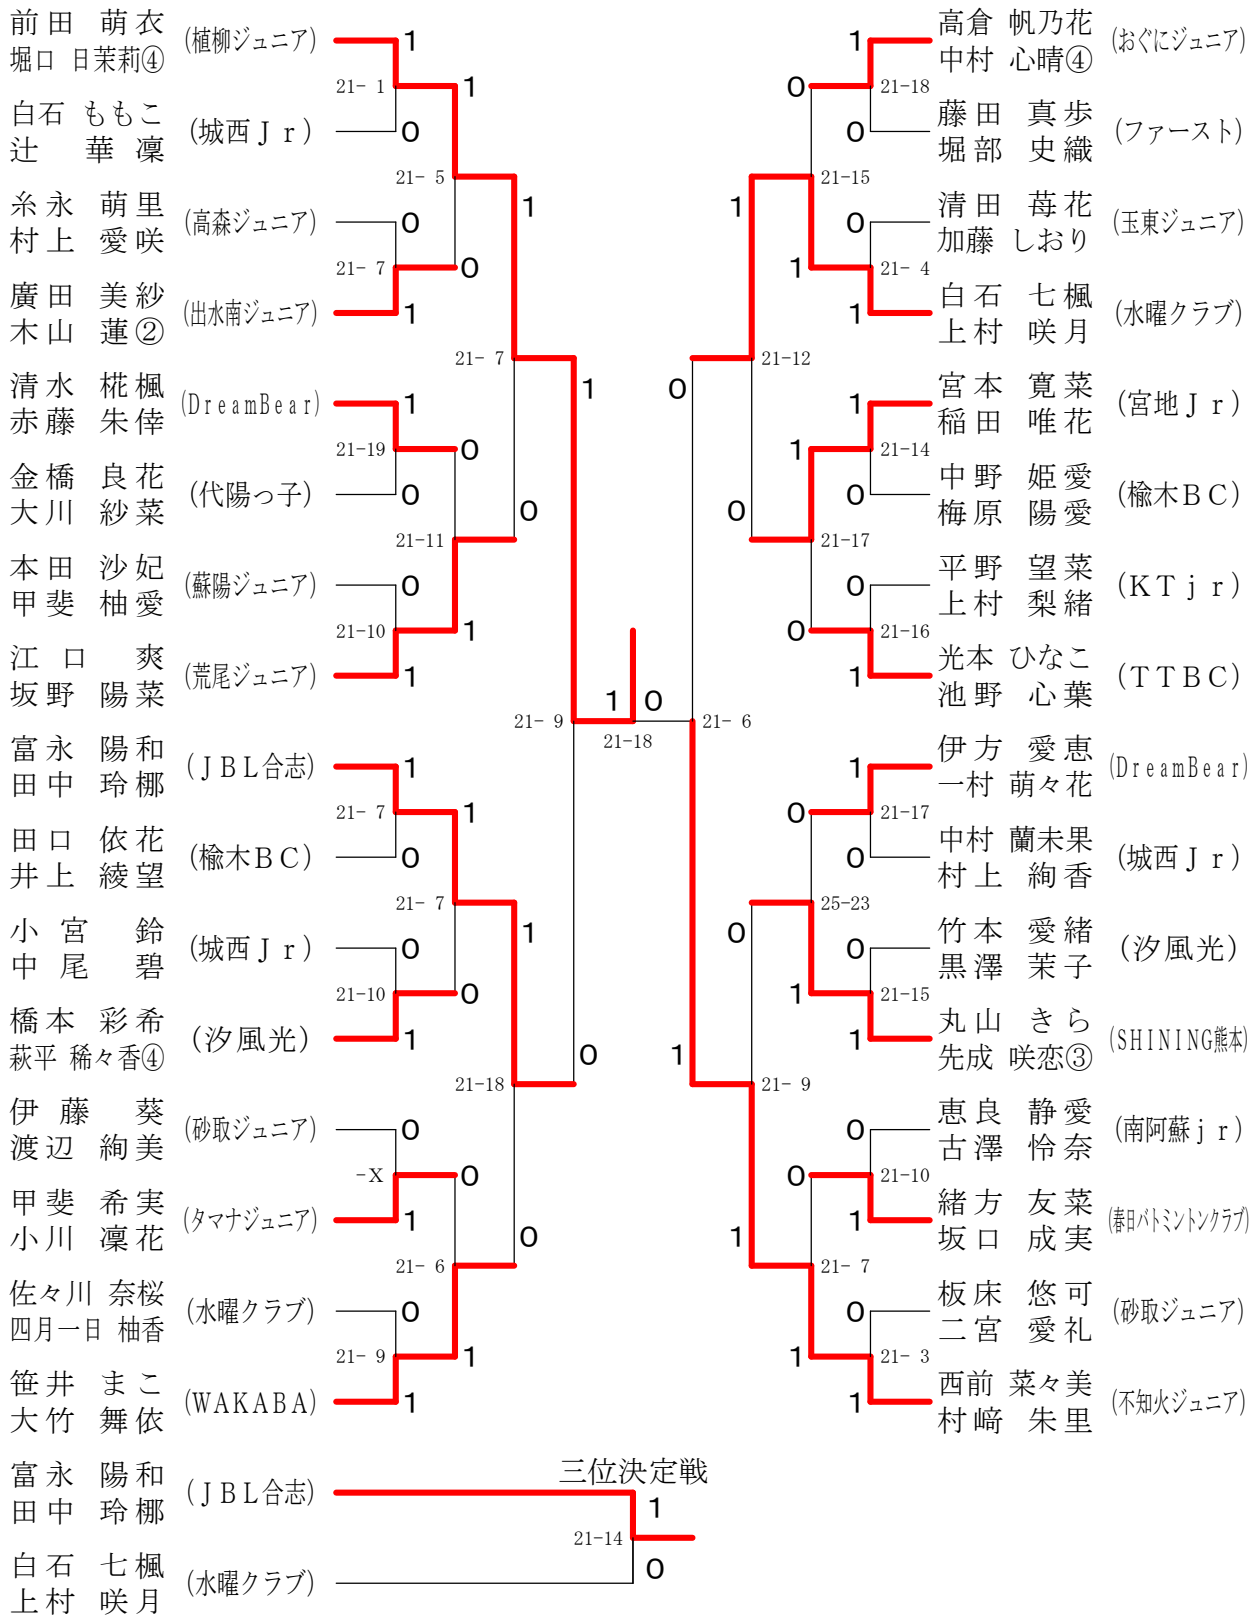 前田 萌衣
堀口 日茉莉④
(植柳ジュニア)
1
21- 1
白石 ももこ
辻 華凜
(城西Ｊｒ)
0
1
21- 5
糸永 萌里
村上 愛咲
(高森ジュニア)
0
21- 7
0
廣田 美紗
木山 蓮②
(出水南ジュニア)
1
1
21- 7
清水 椛楓
赤藤 朱倖
(DreamBear)
1
21-19
0
金橋 良花
大川 紗菜
(代陽っ子)
0
21-11
0
本田 沙妃
甲斐 柚愛
(蘇陽ジュニア)
0
21-10
1
江口 爽
坂野 陽菜
(荒尾ジュニア)
1
1
21- 9
富永 陽和
田中 玲梛
(ＪＢＬ合志)
1
21- 7
1
田口 依花
井上 綾望
(楡木ＢＣ)
0
21- 7
1
小宮 鈴
中尾 碧
(城西Ｊｒ)
0
21-10
0
橋本 彩希
萩平 稀々香④
(汐風光)
1
21-18
0
伊藤 葵
渡辺 絢美
(砂取ジュニア)
0
-X
0
甲斐 希実
小川 凜花
(タマナジュニア)
1
21- 6
0
佐々川 奈桜
四月一日 柚香
(水曜クラブ)
0
21- 9
1
笹井 まこ
大竹 舞依
(WAKABA)
1
1
0
21-18
高倉 帆乃花
中村 心晴④
(おぐにジュニア)
1
21-18
0
藤田 真歩
堀部 史織
(ファースト)
0
21-15
1
清田 苺花
加藤 しおり
(玉東ジュニア)
0
21- 4
1
白石 七楓
上村 咲月
(水曜クラブ)
1
21-12
0
宮本 寛菜
稲田 唯花
(宮地Ｊｒ)
1
21-14
1
中野 姫愛
梅原 陽愛
(楡木ＢＣ)
0
21-17
0
平野 望菜
上村 梨緒
(ＫＴｊｒ)
0
21-16
0
光本 ひなこ
池野 心葉
(ＴＴＢＣ)
1
21- 6
伊方 愛恵
一村 萌々花
(DreamBear)
1
21-17
0
中村 蘭未果
村上 絢香
(城西Ｊｒ)
0
25-23
0
竹本 愛緒
黒澤 茉子
(汐風光)
0
21-15
1
丸山 きら
先成 咲恋③
(SHINING熊本)
1
21- 9
1
恵良 静愛
古澤 怜奈
(南阿蘇ｊｒ)
0
21-10
0
緒方 友菜
坂口 成実
(春日バトミントンクラブ)
1
21- 7
1
板床 悠可
二宮 愛礼
(砂取ジュニア)
0
21- 3
1
西前 菜々美
村﨑 朱里
(不知火ジュニア)
1
三位決定戦
富永 陽和
田中 玲梛
(ＪＢＬ合志)
1
21-14
白石 七楓
上村 咲月
(水曜クラブ)
0